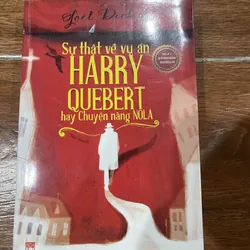 Joël Dicker
Sự thật về vụ án
HARRY
QUEBERT
hay Chuyện nàng NOLA